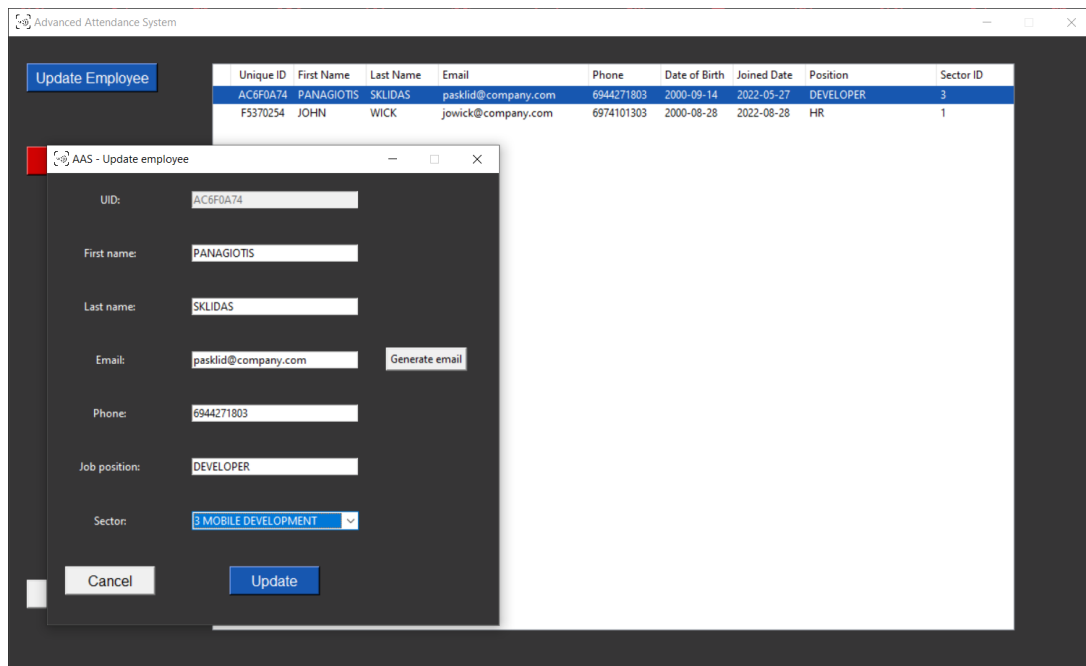 Advanced Attendance System
Update Employee
Unique ID First Name Last Name Email Phone Date of Birth Joined Date Position Sector ID
AC6F0A74 PANAGIOTIS SKLIDAS pasklid@company.com 6944271803 2000-09-14 2022-05-27 DEVELOPER 3
F5370254 JOHN WICK jowick@company.com 6974101303 2000-08-28 2022-08-28 HR 1
AAS - Update employee
UID: AC6F0A74
First name: PANAGIOTIS
Last name: SKLIDAS
Email: pasklid@company.com Generate email
Phone: 6944271803
Job position: DEVELOPER
Sector: 3 MOBILE DEVELOPMENT
Cancel Update